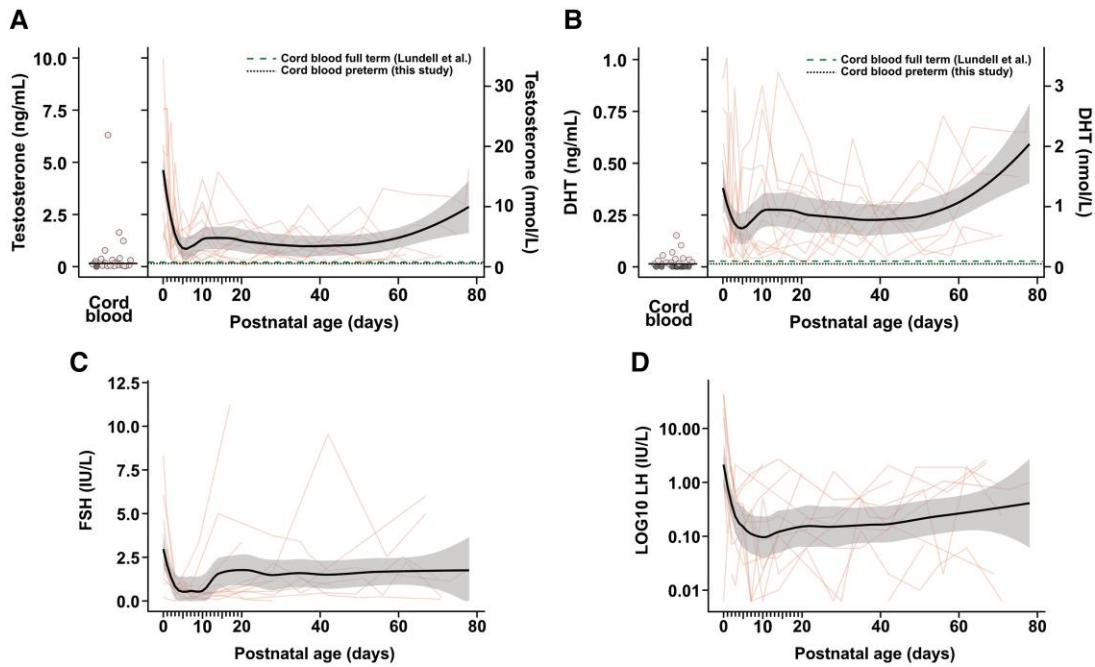 A
Testosterone (ng/mL)
10.0
7.5
5.0
2.5
0
Cord
blood
Cord blood full term (Lundell et al.)
Cord blood preterm (this study)
0
10
20
40
60
80
Postnatal age (days)
30
20
10
0
Testosterone (nmol/L)
B
DHT (ng/mL)
1.0
0.75
0.50
0.25
0
Cord
blood
Cord blood full term (Lundell et al.)
Cord blood preterm (this study)
0
10
20
40
60
80
Postnatal age (days)
3
2
1
0
DHT (nmol/L)
C
FSH (IU/L)
12.5
10.0
7.5
5.0
2.5
0.0
0
10
20
40
60
80
Postnatal age (days)
D
LOG10 LH (IU/L)
10.00
1.00
0.10
0.01
0
10
20
40
60
80
Postnatal age (days)